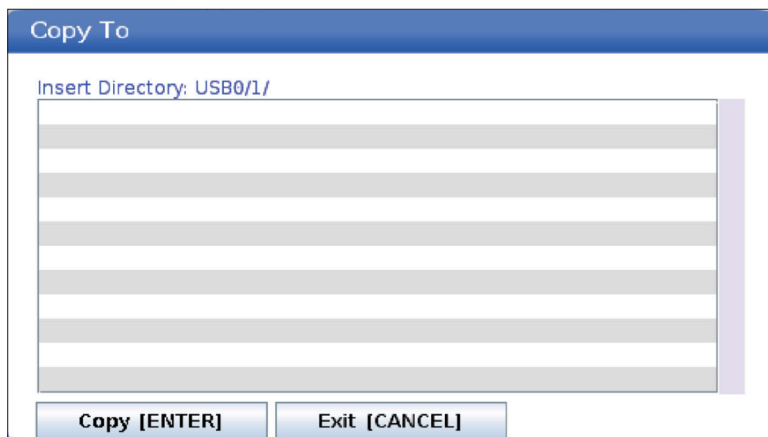 Copy To
Insert Directory: USB0/1/
Copy [ENTER] Exit [CANCEL]